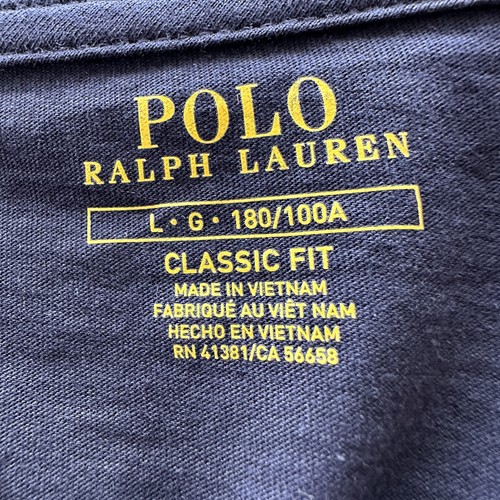 POLO
RALPH LAUREN
L • G • 180/100A
CLASSIC FIT
MADE IN VIETNAM
FABRIQUÉ AU VIÊT NAM
HECHO EN VIETNAM
RN 41381/CA 56658